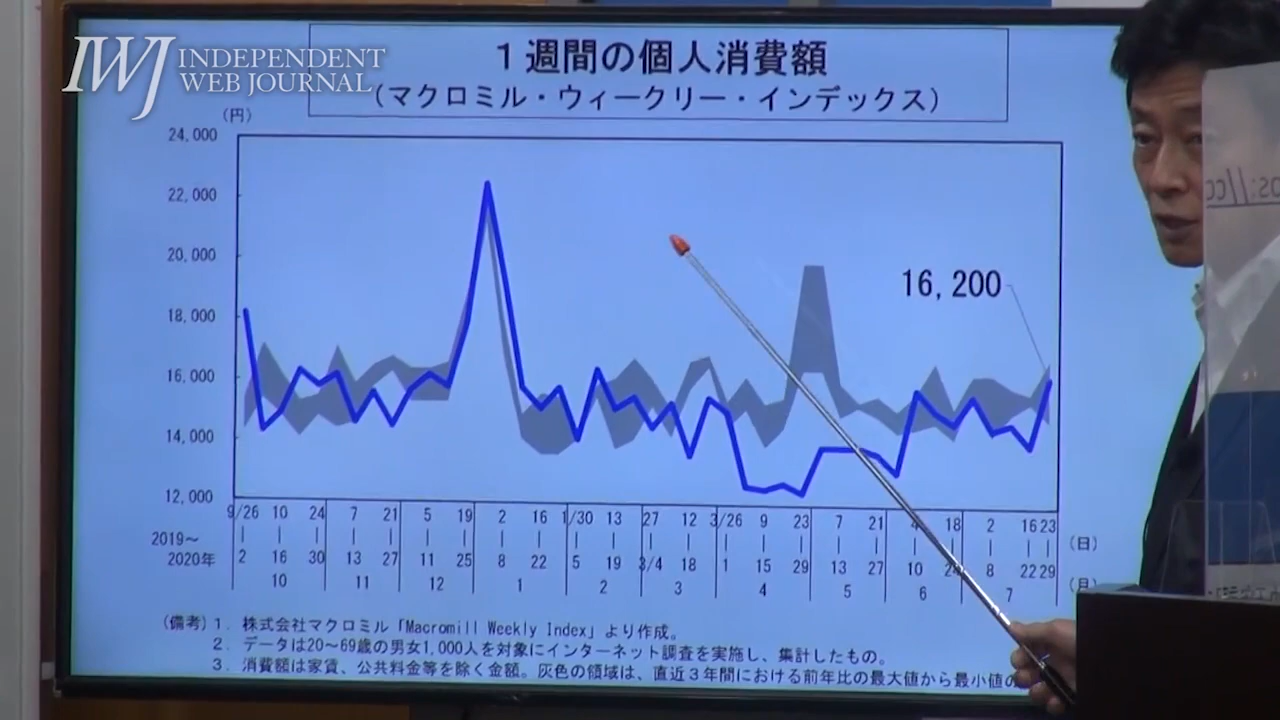 IWJ INDEPENDENT
WEB JOURNAL
1週間の個人消費額
(マクロミル・ウィークリー・インデックス)
(円)
24,000
22,000
20,000
18,000
16,000
14,000
12,000
16,200
9/26 10 24 7 21 5 19 2 16 1/30 13 27 12 3/26 9 23 7 21 4 18 2 16 23 (日)
2019～
2020年
2 16 30 13 27 11 25 8 22 5 19 3/4 18 1 15 29 13 27 10 8 22 29
10 11 12 1 2 3 4 5 6 7 (月)
(備考) 1. 株式会社マクロミル「Macromill Weekly Index」より作成。
2. データは20～69歳の男女1,000人を対象にインターネット調査を実施し、集計したもの。
3. 消費額は家賃、公共料金等を除く金額。灰色の領域は、直近3年間における前年比の最大値から最小値の